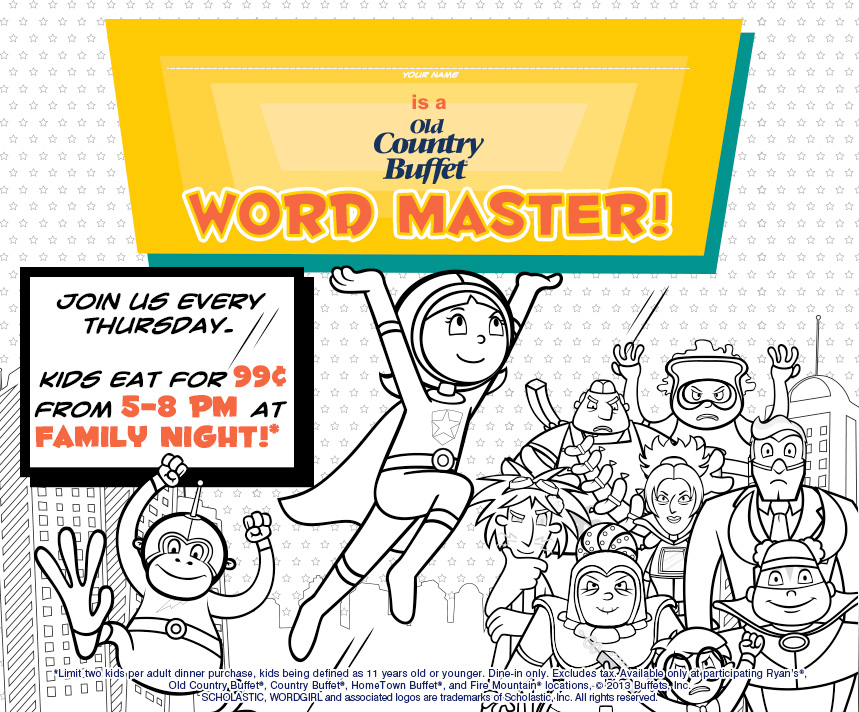 YOUR NAME
is a
Old
Country
Buffet
WORD MASTER!
JOIN US EVERY
THURSDAY-
KIDS EAT FOR 99¢
FROM 5-8 PM AT
FAMILY NIGHT!*
*Limit two kids per adult dinner purchase, kids being defined as 11 years old or younger. Dine-in only. Excludes tax. Available only at participating Ryan's®,
Old Country Buffet®, Country Buffet®, HomeTown Buffet®, and Fire Mountain® locations, © 2013 Buffets, Inc.
SCHOLASTIC, WORDGIRL and associated logos are trademarks of Scholastic, Inc. All rights reserved.